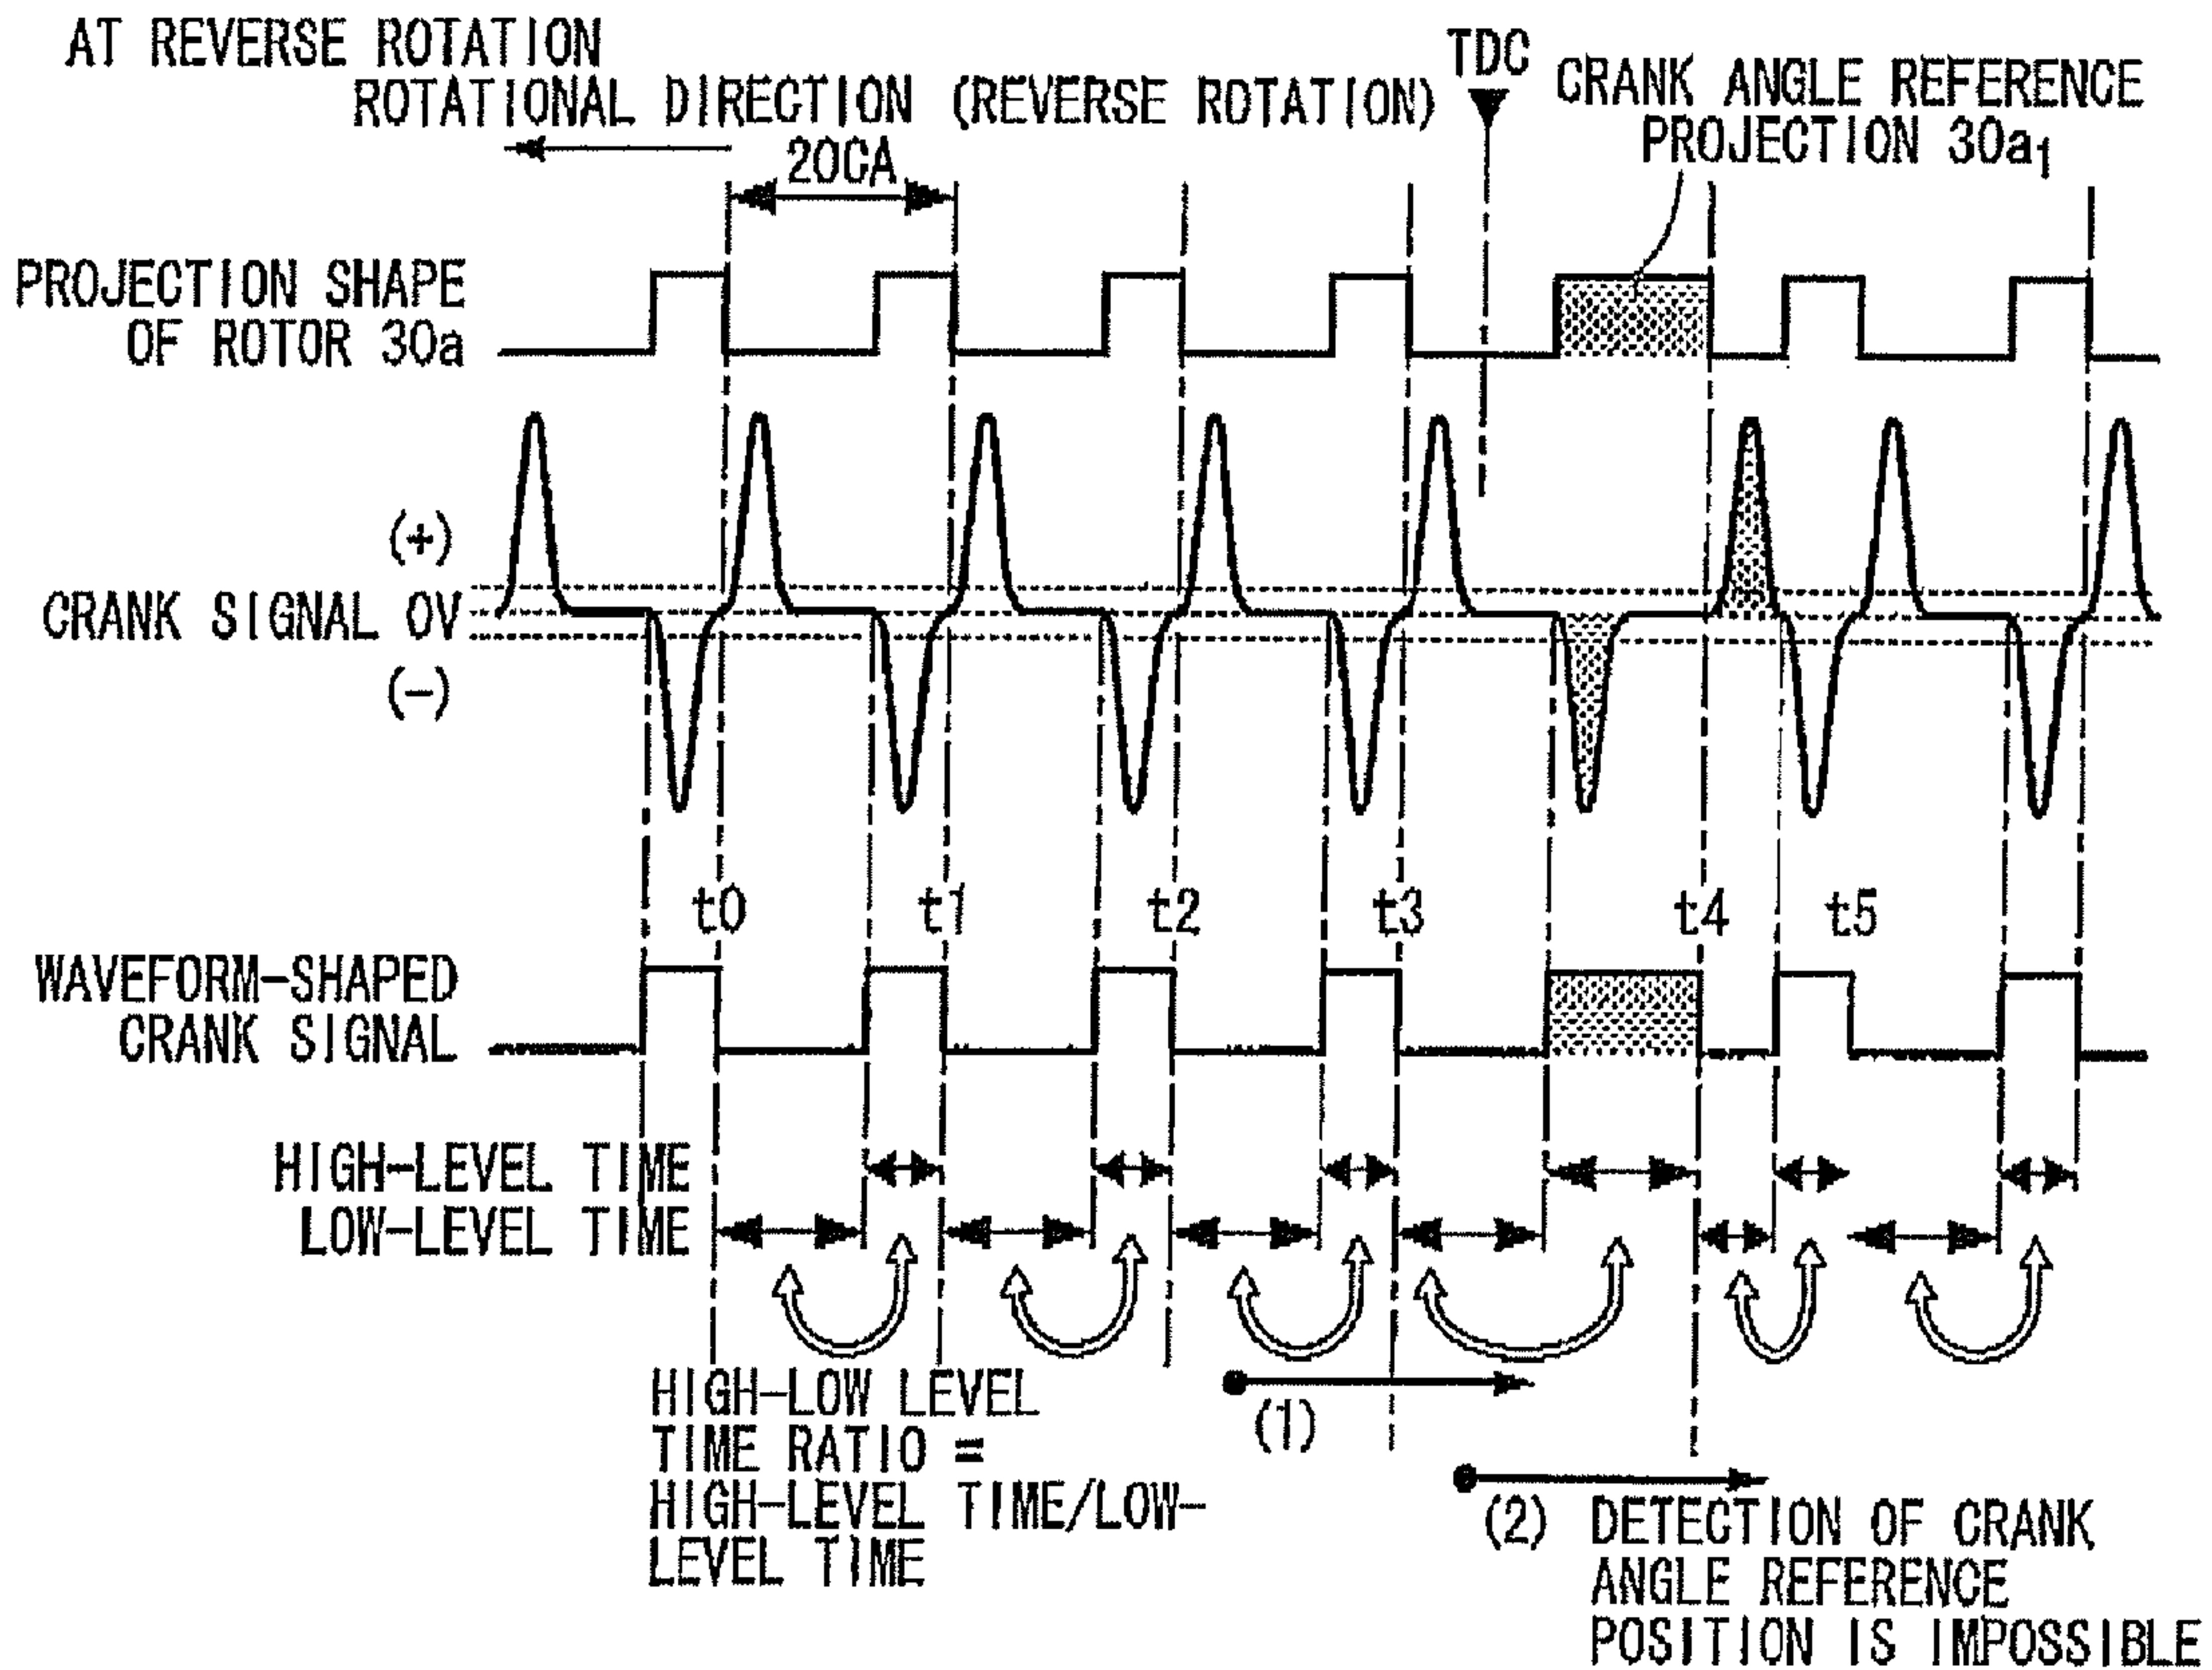 AT REVERSE ROTATION
ROTATIONAL DIRECTION (REVERSE ROTATION)
TDC
CRANK ANGLE REFERENCE
PROJECTION 30a1
20CA
PROJECTION SHAPE
OF ROTOR 30a
(+)
CRANK SIGNAL 0V
(-)
t0 t1 t2 t3 t4 t5
WAVEFORM-SHAPED
CRANK SIGNAL
HIGH-LEVEL TIME
LOW-LEVEL TIME
HIGH-LOW LEVEL
TIME RATIO =
HIGH-LEVEL TIME/LOW-
LEVEL TIME
(1)
(2) DETECTION OF CRANK
ANGLE REFERENCE
POSITION IS IMPOSSIBLE